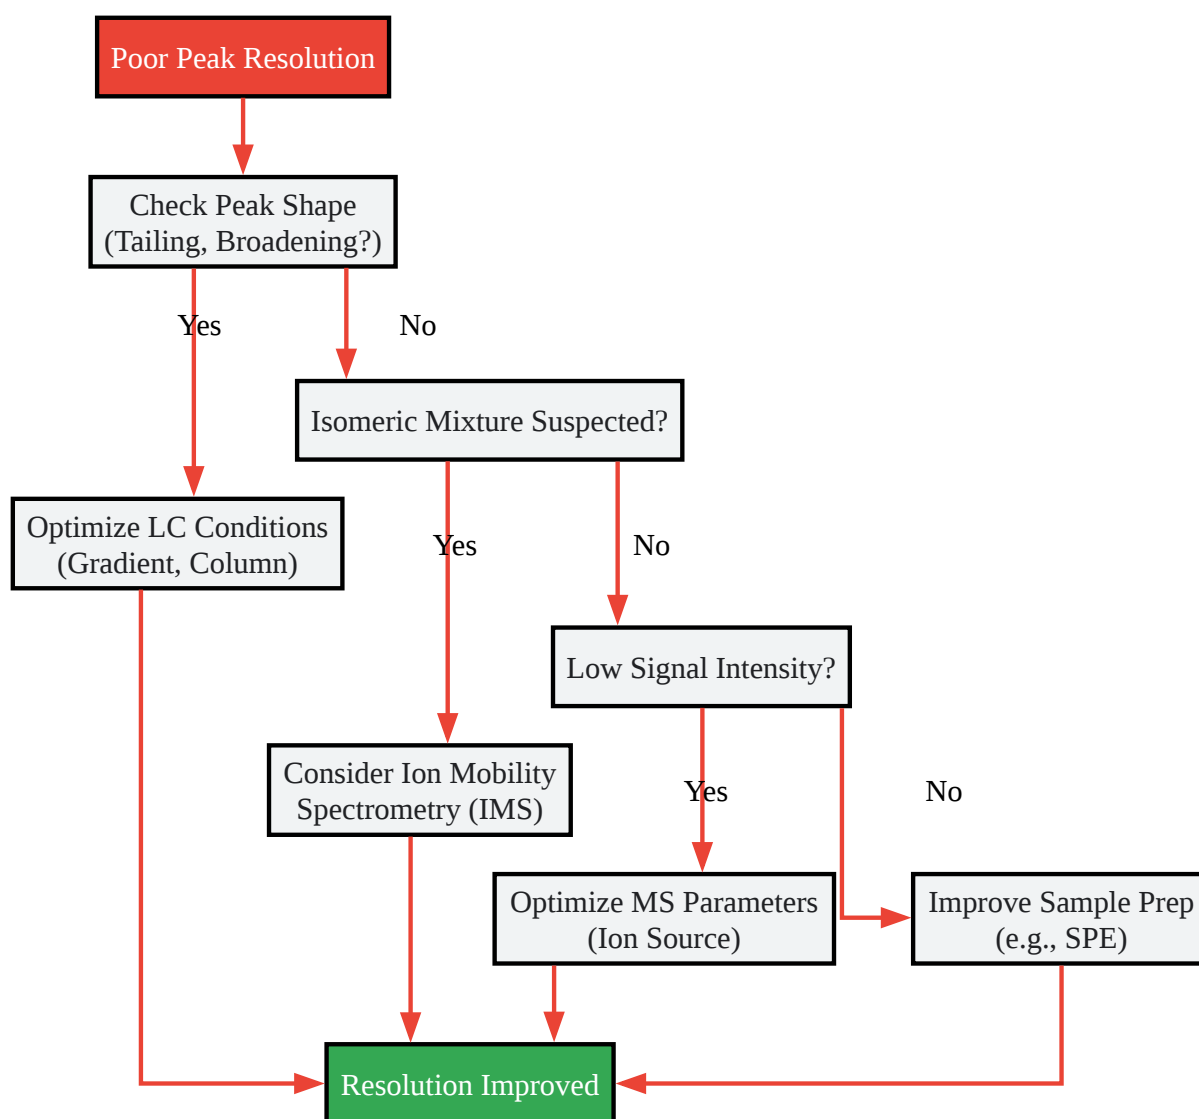 Poor Peak Resolution
Check Peak Shape
(Tailing, Broadening?)
Yes
No
Isomeric Mixture Suspected?
Optimize LC Conditions
(Gradient, Column)
Yes
No
Low Signal Intensity?
Consider Ion Mobility
Spectrometry (IMS)
Yes
No
Optimize MS Parameters
(Ion Source)
Improve Sample Prep
(e.g., SPE)
Resolution Improved